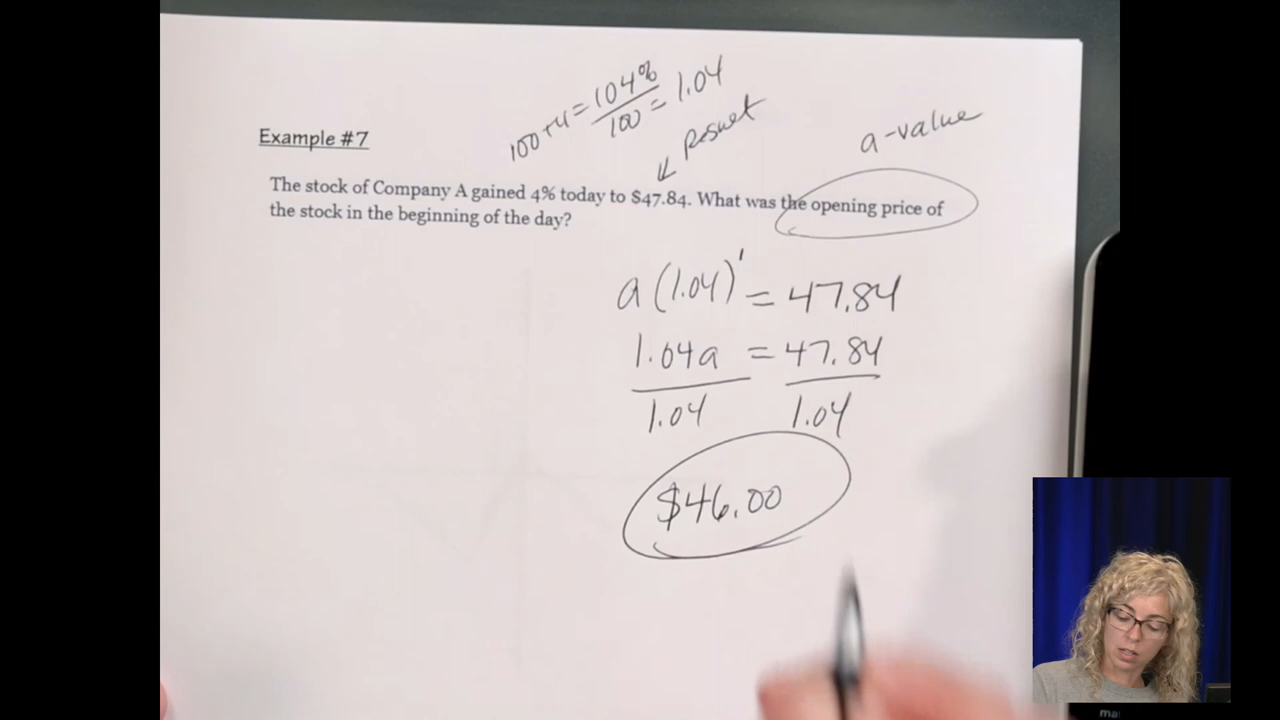 100+4 = 104% / 100 = 1.04
Example #7
a-value
The stock of Company A gained 4% today to $47.84. What was the opening price of
the stock in the beginning of the day?
a(1.04)¹ = 47.84
1.04a = 47.84
1.04 1.04
$46.00